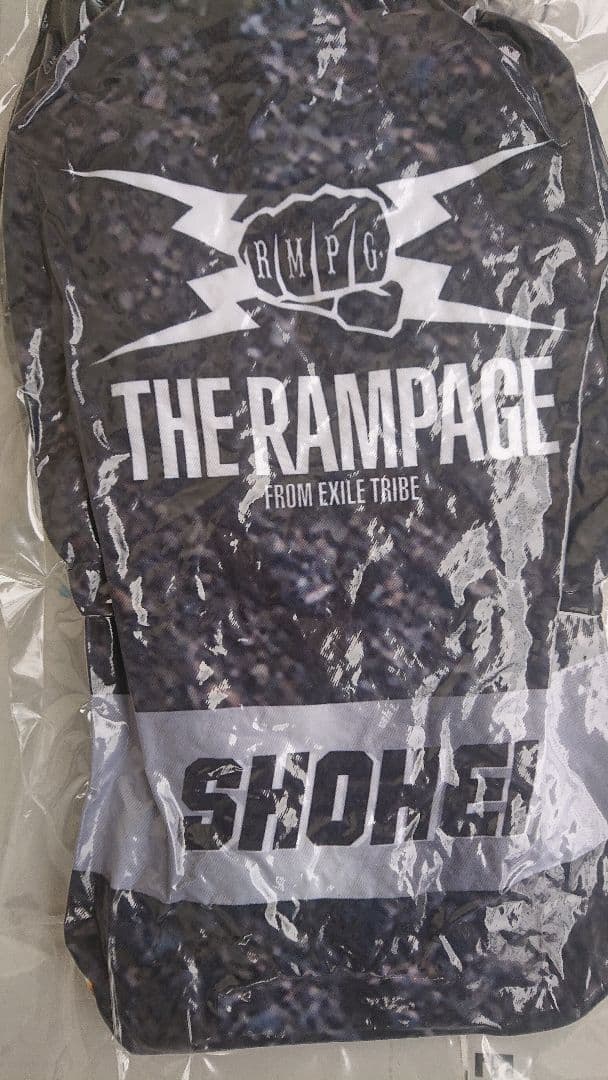 RMPG
THE RAMPAGE
FROM EXILE TRIBE
SHOHEI